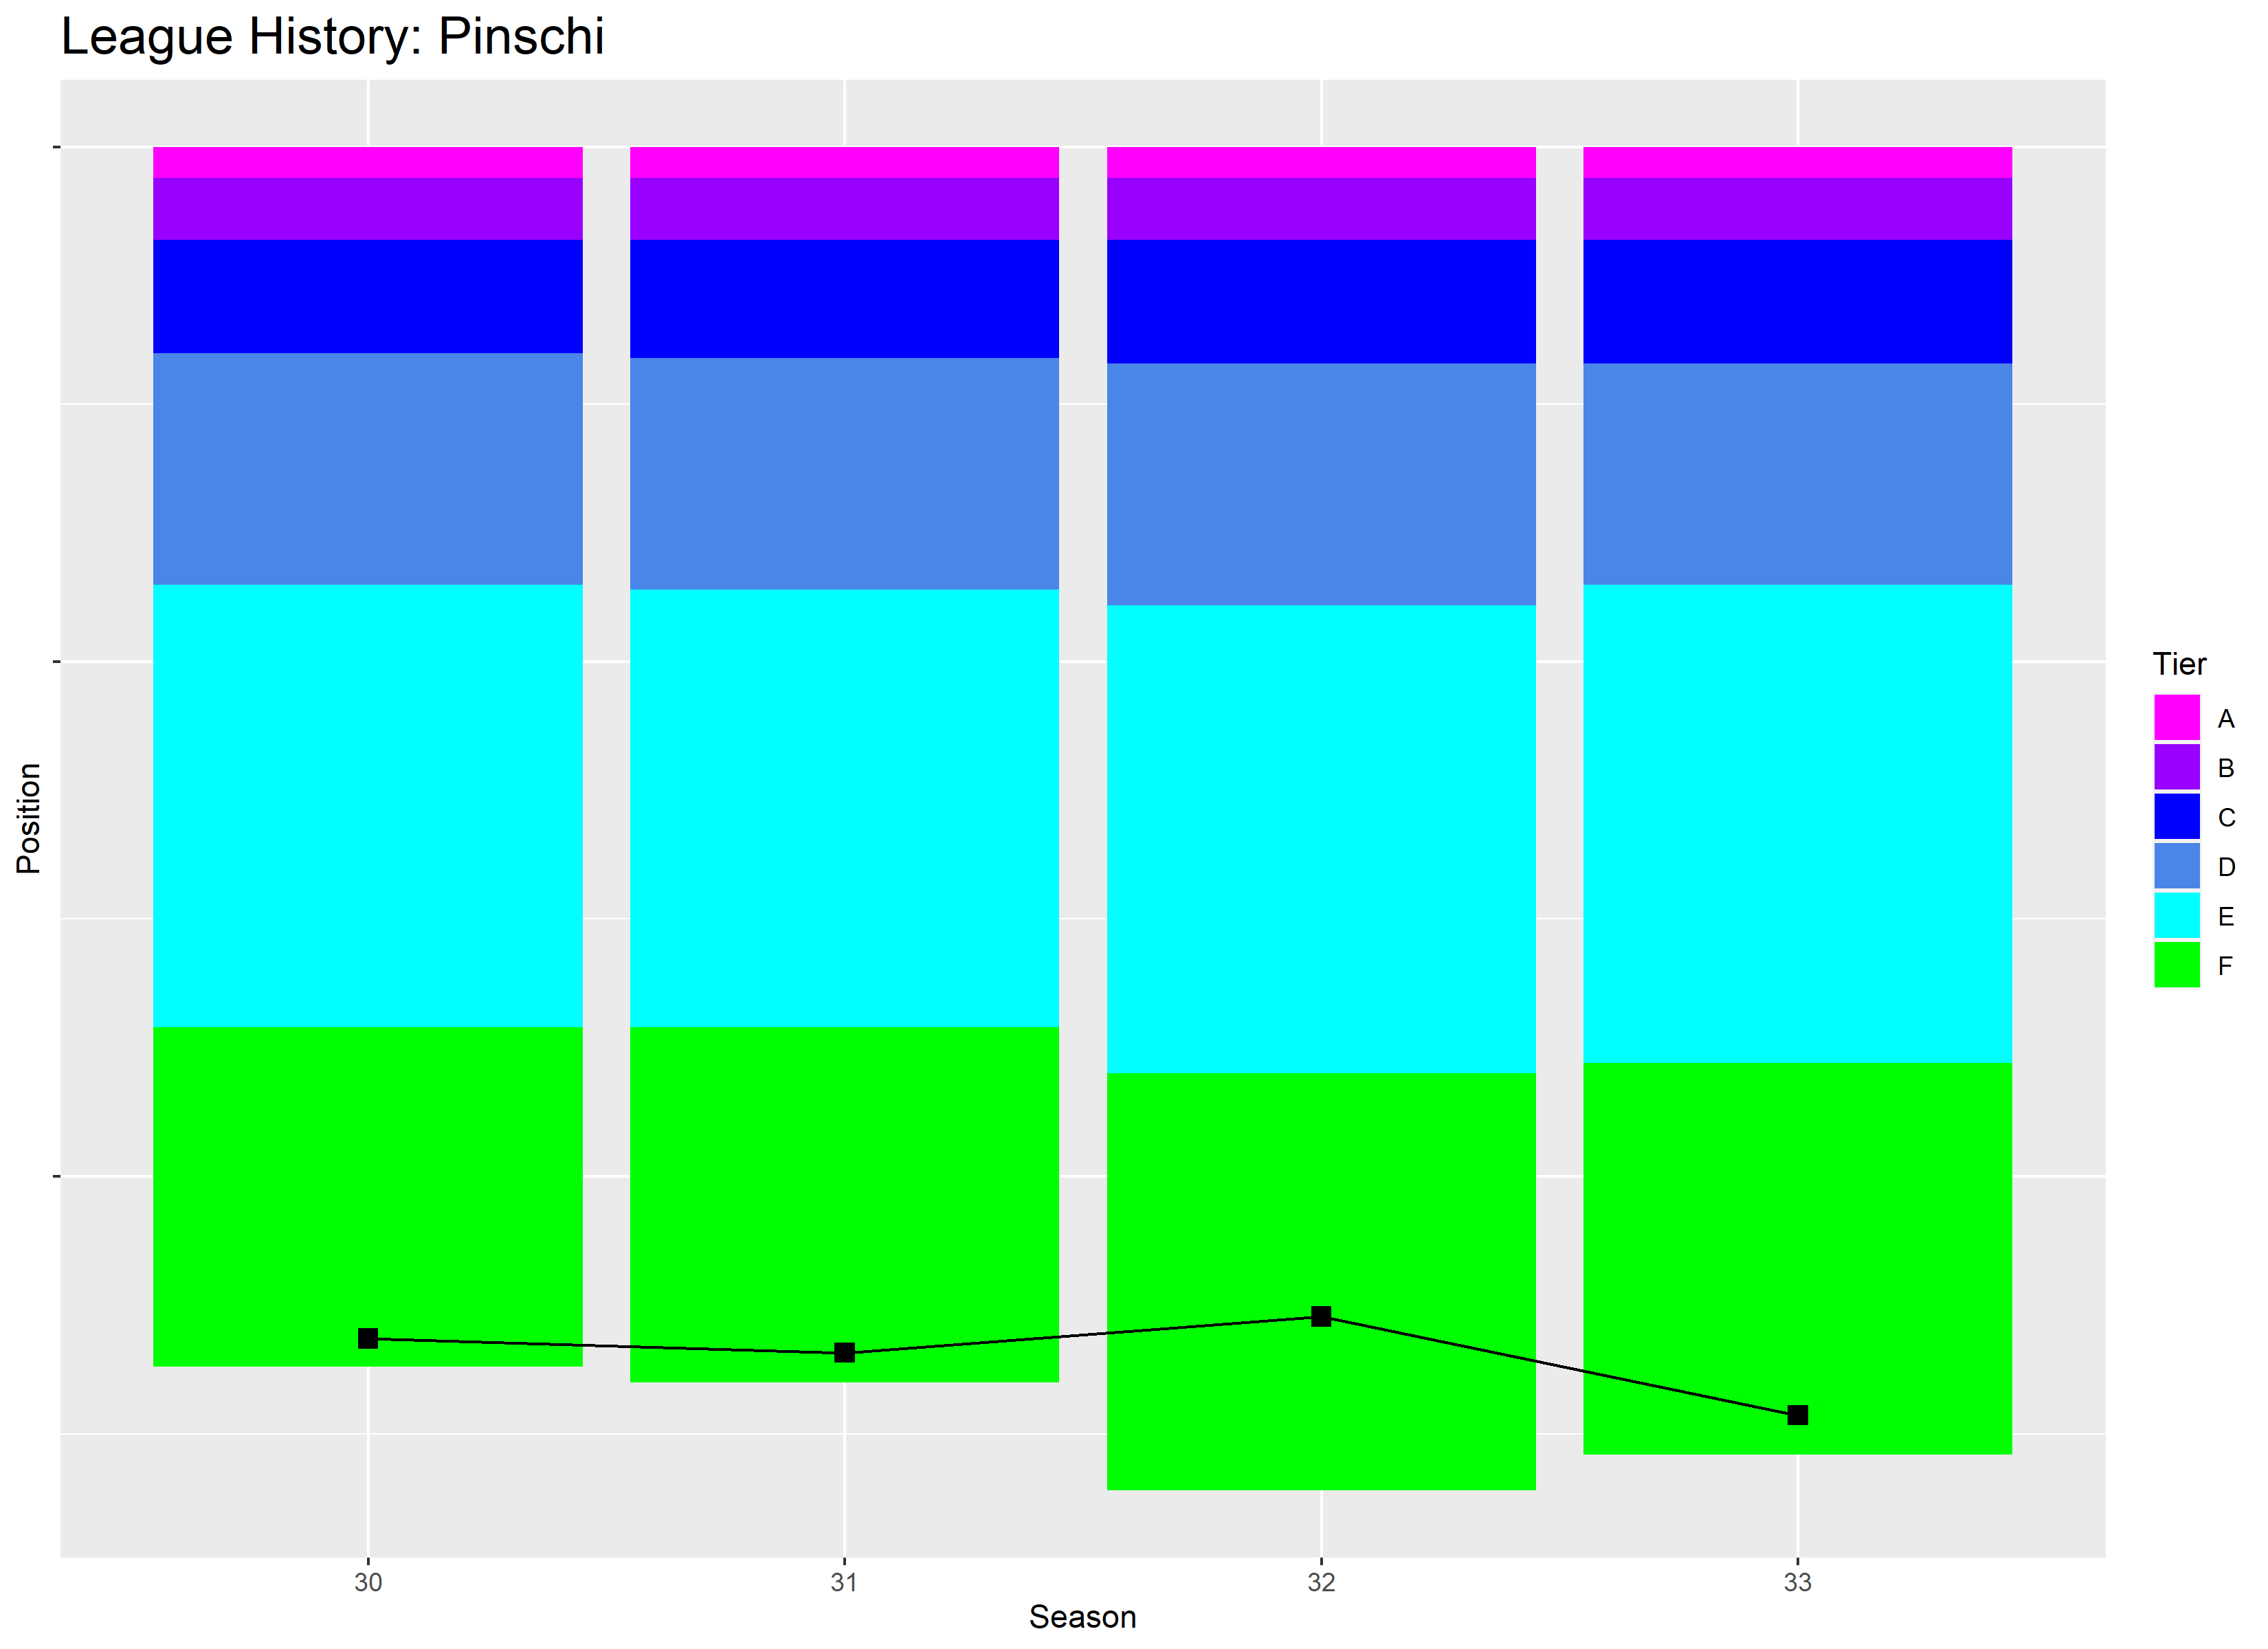 League History: Pinschi
Position
Tier
A
B
C
D
E
F
30
31
32
33
Season